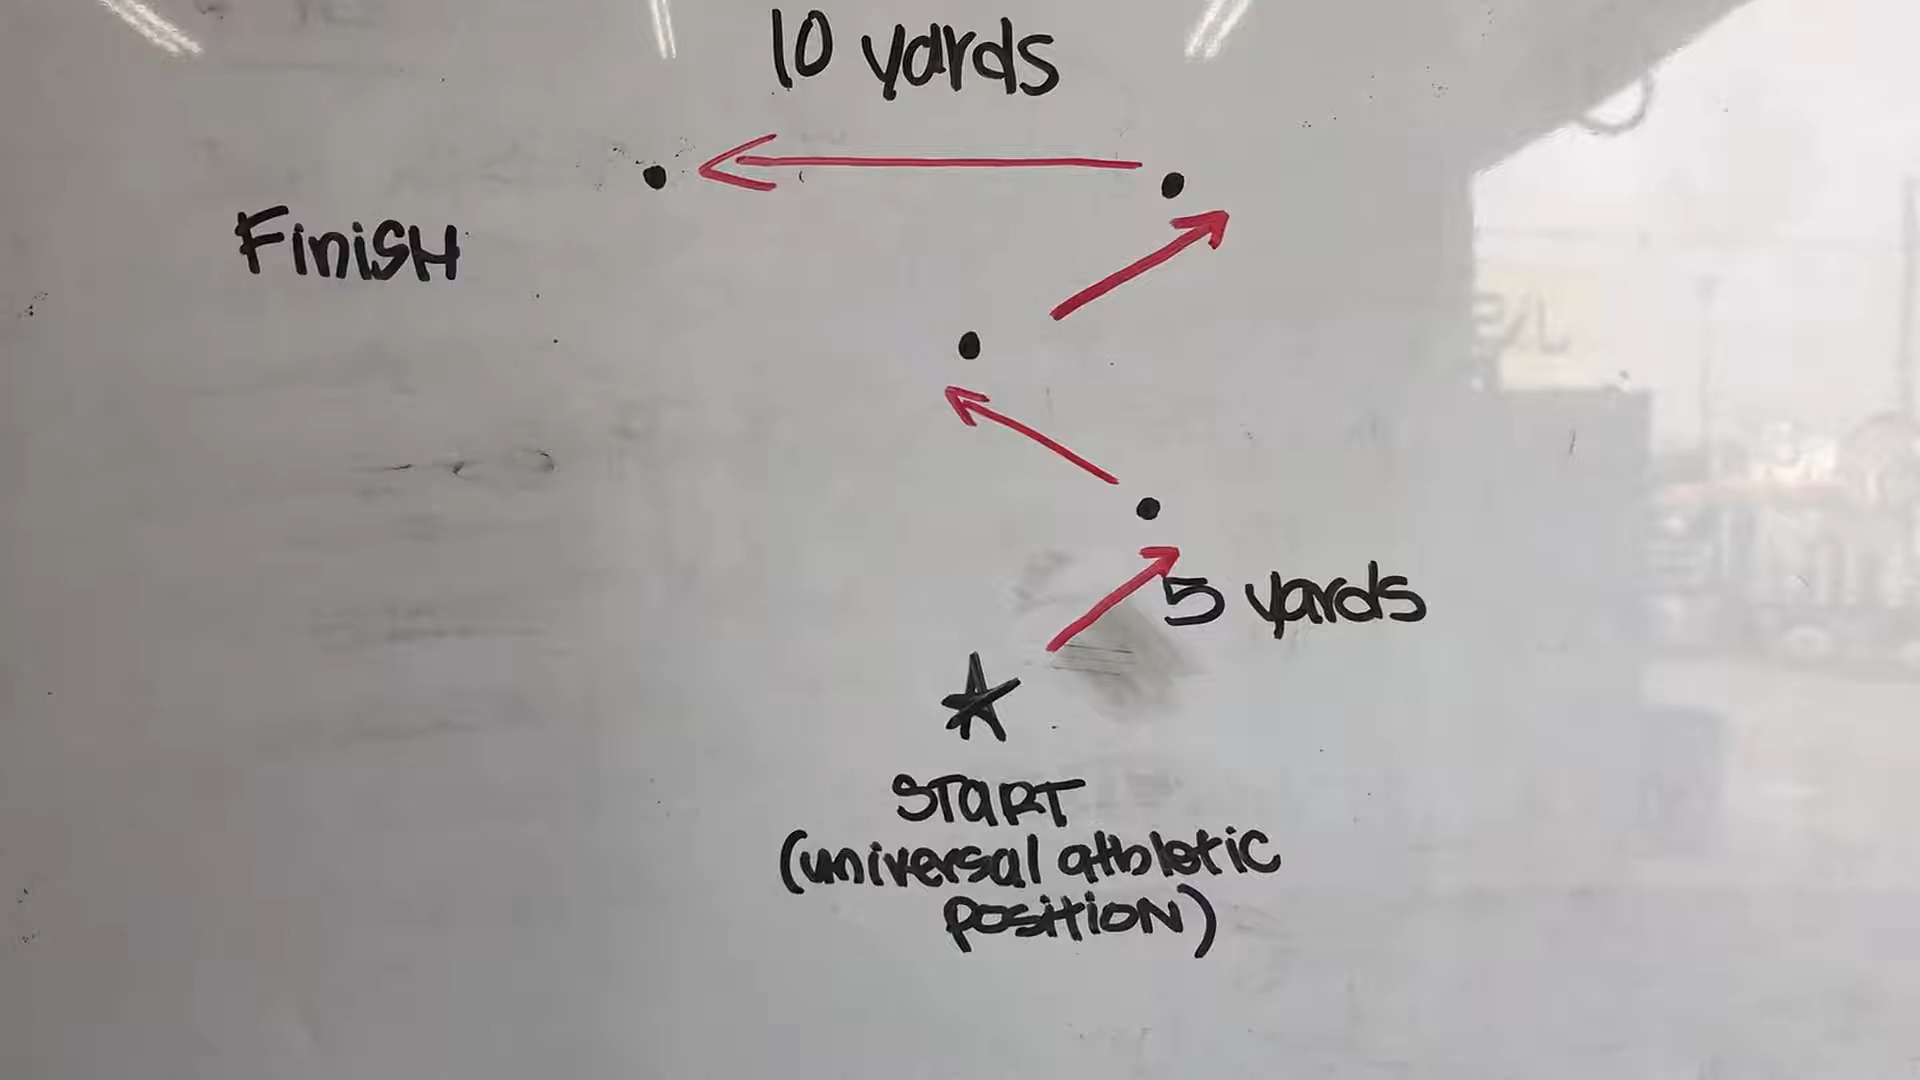 10 yards
Finish
5 yards
START
(universal athletic
position)